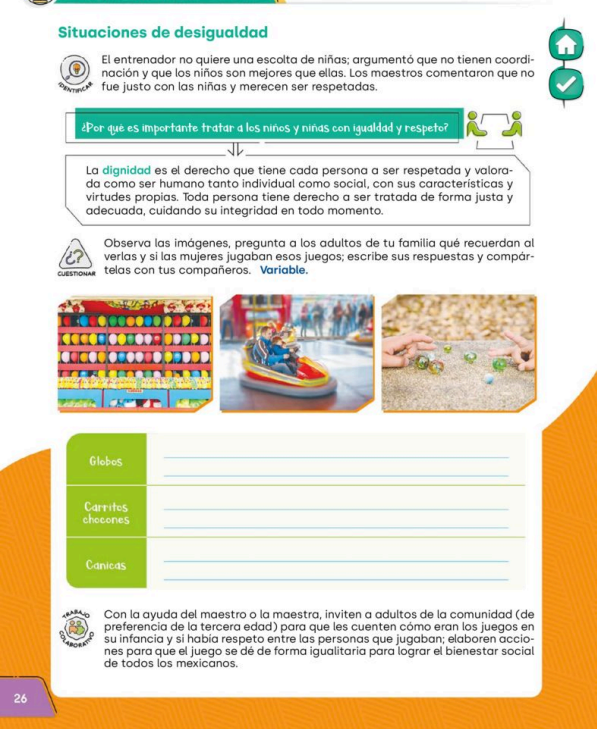 Situaciones de desigualdad
El entrenador no quiere una escolta de niñas; argumentó que no tienen coordi-
nación y que los niños son mejores que ellas. Los maestros comentaron que no
fue justo con las niñas y merecen ser respetadas.
IDENTIFICAR
¿Por qué es importante tratar a los niños y niñas con igualdad y respeto?
La dignidad es el derecho que tiene cada persona a ser respetada y valora-
da como ser humano tanto individual como social, con sus características y
virtudes propias. Toda persona tiene derecho a ser tratada de forma justa y
adecuada, cuidando su integridad en todo momento.
Observa las imágenes, pregunta a los adultos de tu familia qué recuerdan al
verlas y si las mujeres jugaban esos juegos; escribe sus respuestas y compár-
telas con tus compañeros. Variable.
¿?
CUESTIONAR
Globos
Carritos
chocones
Canicas
TRABAJO
COLABORATIVO
Con la ayuda del maestro o la maestra, inviten a adultos de la comunidad (de
preferencia de la tercera edad) para que les cuenten cómo eran los juegos en
su infancia y si había respeto entre las personas que jugaban; elaboren accio-
nes para que el juego se dé de forma igualitaria para lograr el bienestar social
de todos los mexicanos.
26